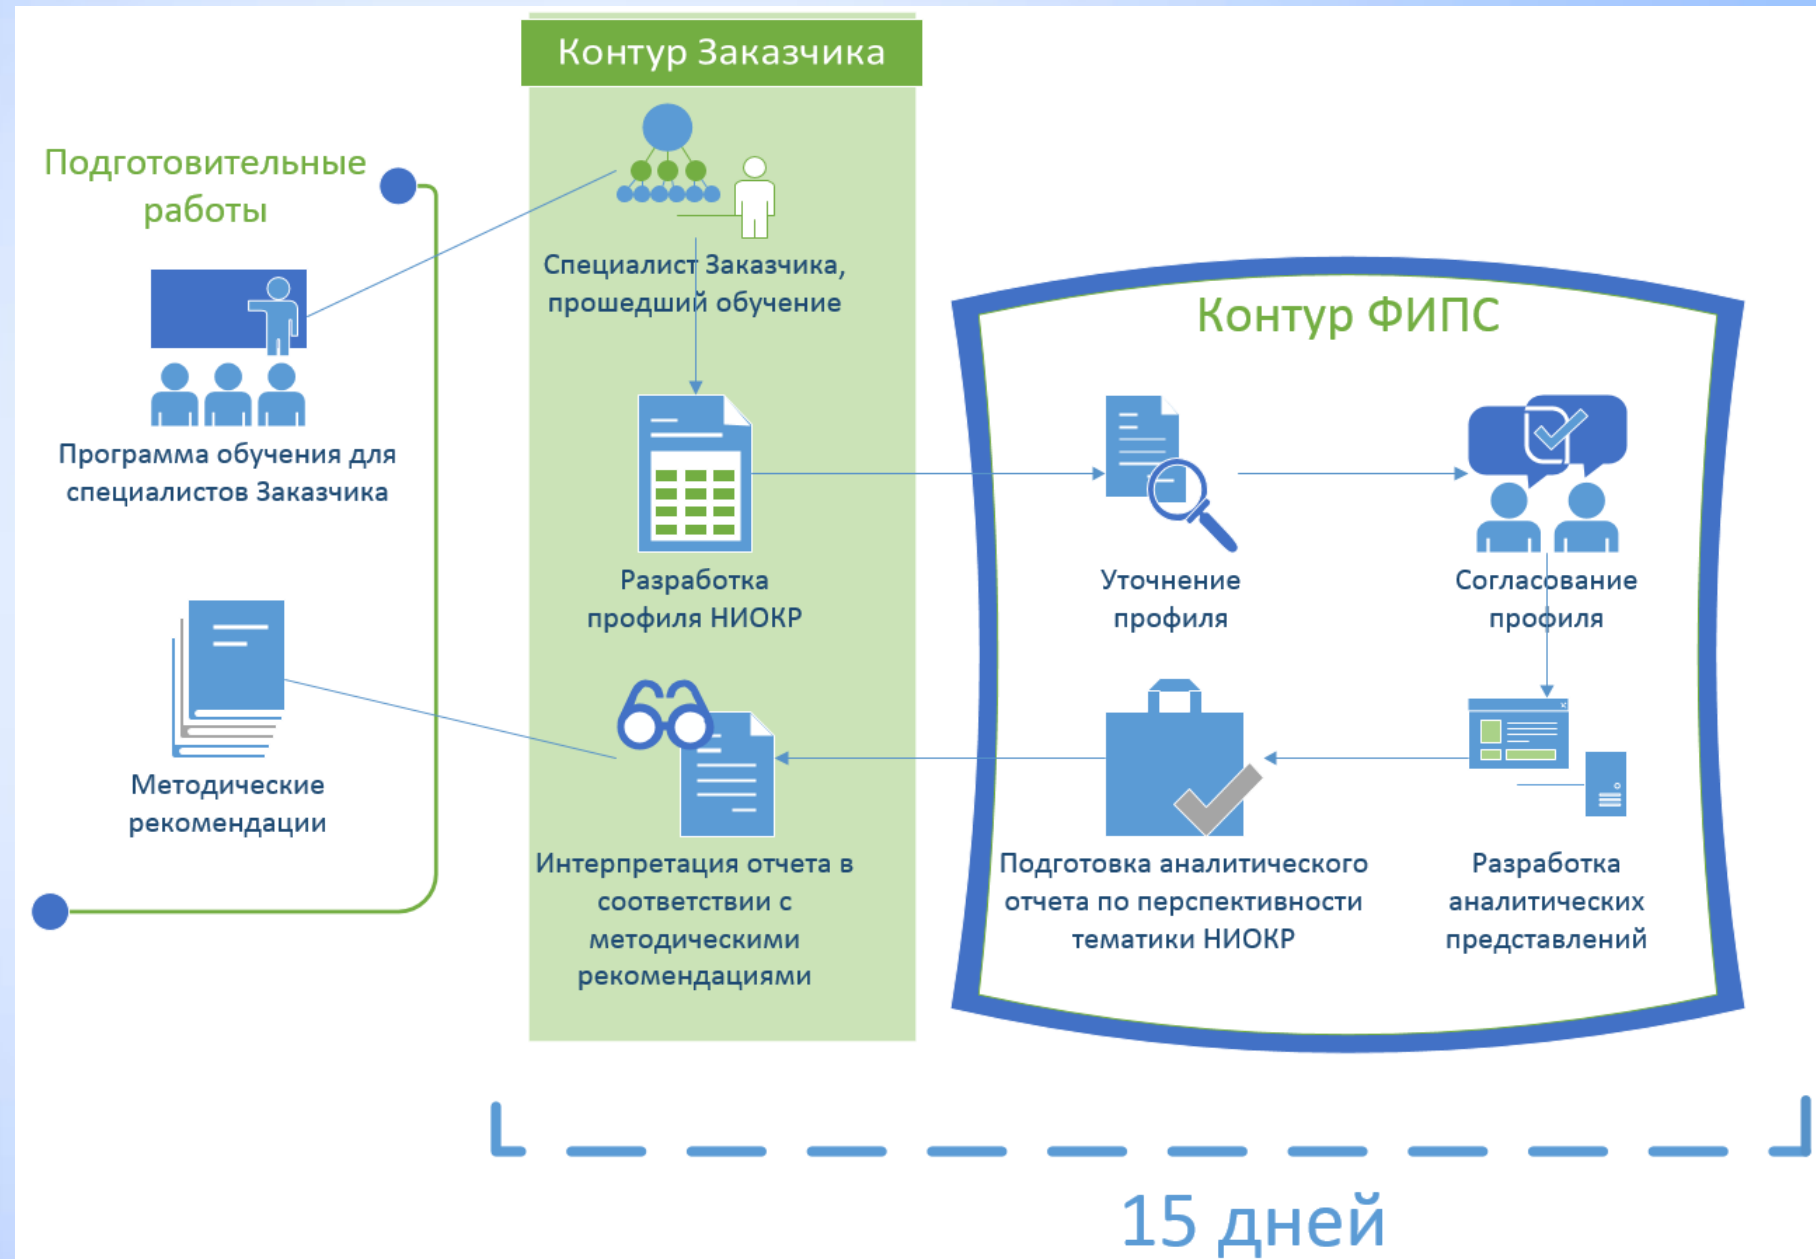 Контур Заказчика
Подготовительные
работы
Специалист Заказчика,
прошедший обучение
Контур ФИПС
Программа обучения для
специалистов Заказчика
Разработка
профиля НИОКР
Уточнение
профиля
Согласование
профиля
Методические
рекомендации
Интерпретация отчета в
соответствии с
методическими
рекомендациями
Подготовка аналитического
отчета по перспективности
тематики НИОКР
Разработка
аналитических
представлений
15 дней